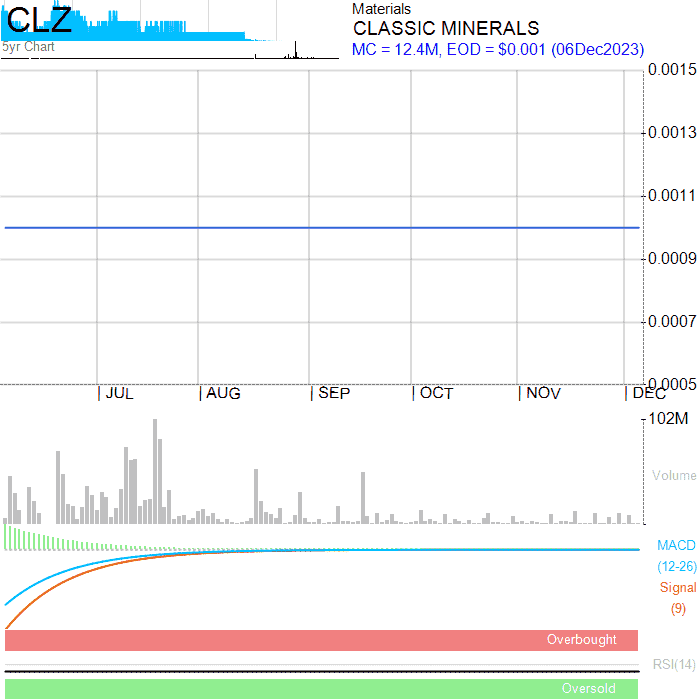 CLZ
5yr Chart
Materials
CLASSIC MINERALS
MC = 12.4M, EOD = $0.001 (06Dec2023)
0.0015
0.0013
0.0011
0.0009
0.0007
0.0005
JUL AUG SEP OCT NOV DEC
102M
Volume
MACD
(12-26)
Signal
(9)
Overbought
RSI(14)
Oversold